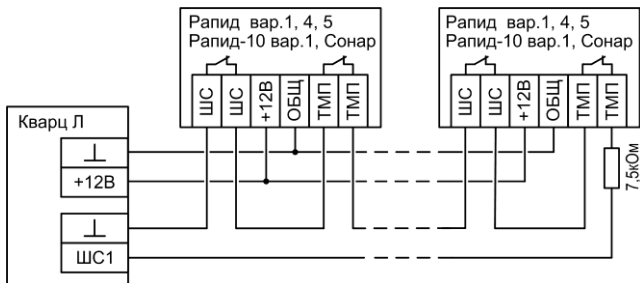 Рапид вар.1, 4, 5
Рапид-10 вар.1, Сонар
ШС
ШС
+12В
ОБЩ
ТМП
ТМП
Рапид вар.1, 4, 5
Рапид-10 вар.1, Сонар
ШС
ШС
+12В
ОБЩ
ТМП
ТМП
Кварц Л
+12В
ШС1
7,5кОм